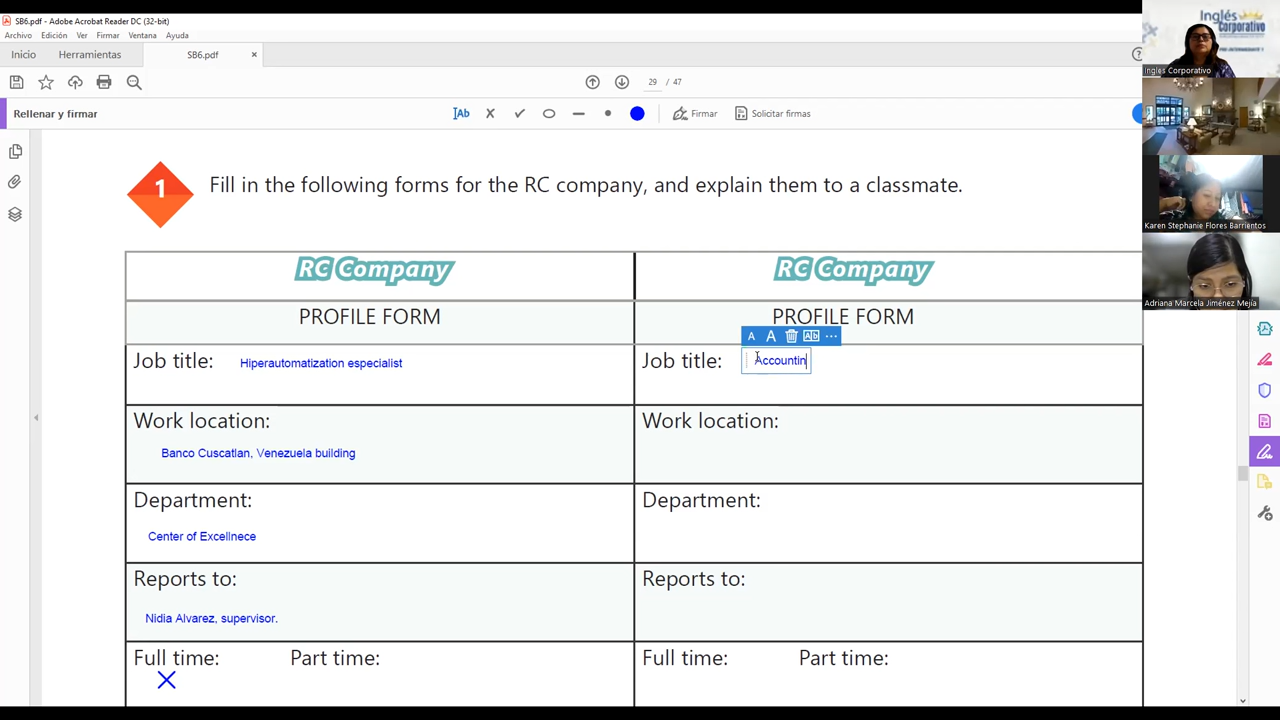 SB6.pdf - Adobe Acrobat Reader DC (32-bit)
Archivo Edición Ver Firmar Ventana Ayuda
Inicio Herramientas SB6.pdf ×
29 / 47
Rellenar y firmar
Firmar
Solicitar firmas
Inglés
Corporativo
Ingles Corporativo
Karen Stephanie Flores Barrientos
Adriana Marcela Jiménez Mejía
1
Fill in the following forms for the RC company, and explain them to a classmate.
RC Company
PROFILE FORM
Job title: Hiperautomatization especialist
Work location:
Banco Cuscatlan, Venezuela building
Department:
Center of Excellnece
Reports to:
Nidia Alvarez, supervisor.
Full time: Part time:
RC Company
PROFILE FORM
Job title: Accountin
Work location:
Department:
Reports to:
Full time: Part time: